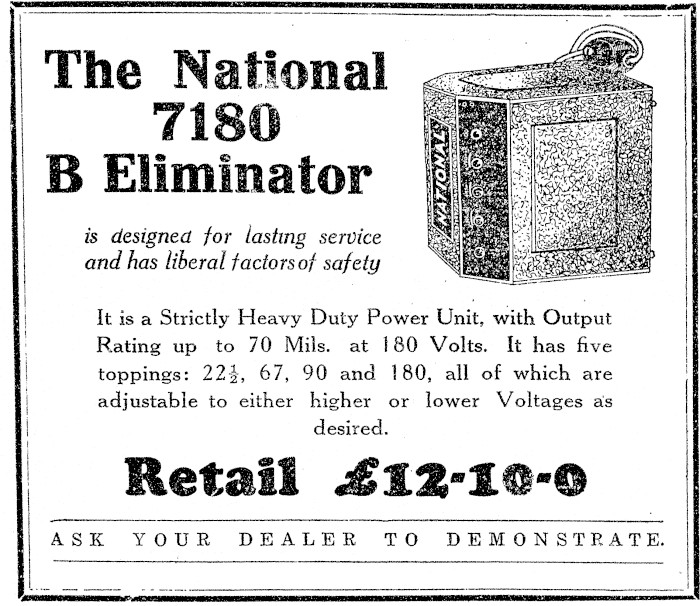 The National
7180
B Eliminator
NATIONAL
is designed for lasting service
and has liberal factors of safety
It is a Strictly Heavy Duty Power Unit, with Output
Rating up to 70 Mils. at 180 Volts. It has five
toppings: 22½, 67, 90 and 180, all of which are
adjustable to either higher or lower Voltages as
desired.
Retail £12-10-0
ASK YOUR DEALER TO DEMONSTRATE.